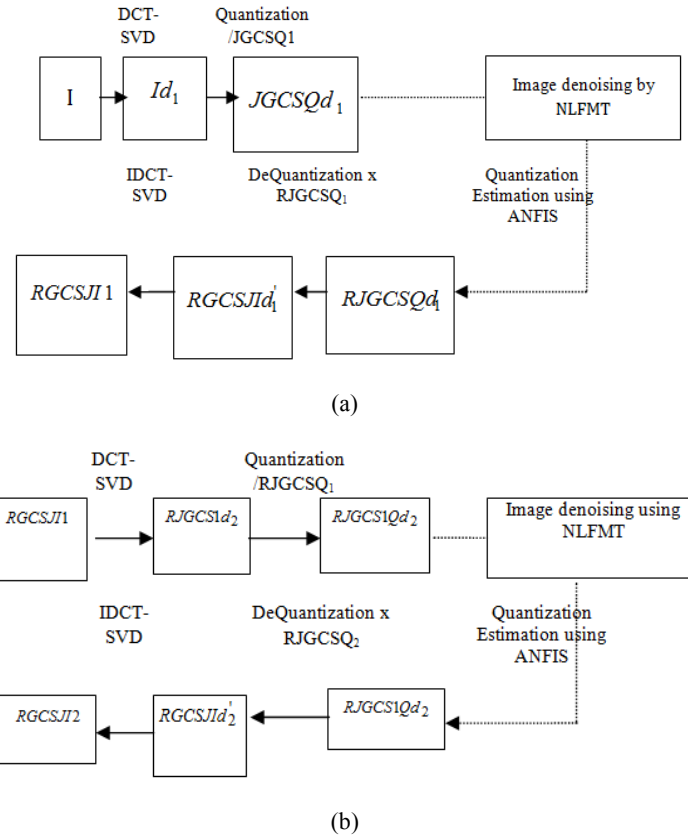 DCT-
SVD
Quantization
/JGCSQ1
I
Id₁
JGCSQd ₁
Image denoising by
NLFMT
IDCT-
SVD
DeQuantization x
RJGCSQ₁
Quantization
Estimation using
ANFIS
RGCSJI 1
RGCSJId₁'
RJGCSQd₁
(a)
DCT-
SVD
Quantization
/RJGCSQ₁
RGCSJI1
RJGCS1d₂
RJGCS1Qd₂
Image denoising using
NLFMT
IDCT-
SVD
DeQuantization x
RJGCSQ₂
Quantization
Estimation using
ANFIS
RGCSJI2
RGCSJId₂'
RJGCS1Qd₂
(b)